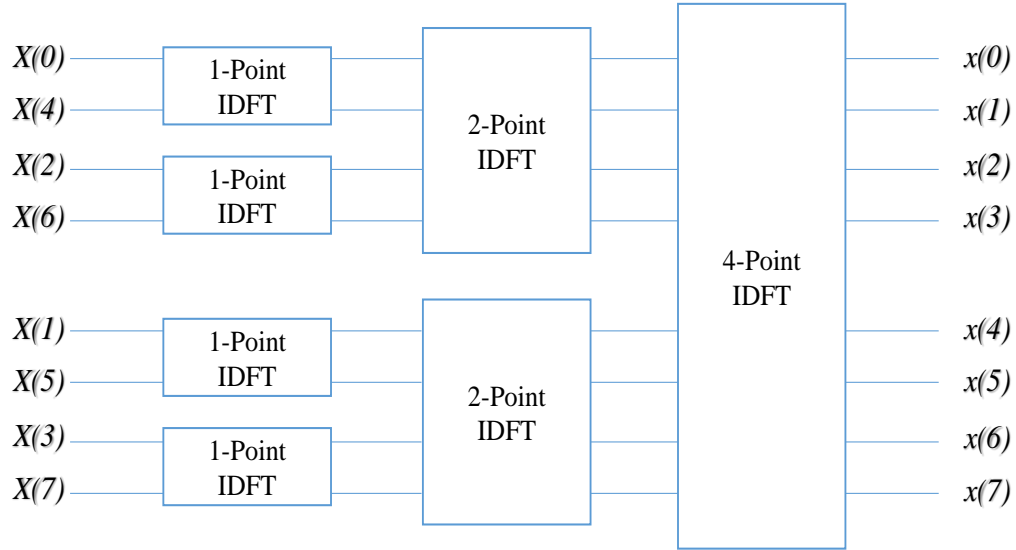 X(0)
1-Point
IDFT
X(4)
X(2)
1-Point
IDFT
X(6)
2-Point
IDFT
X(1)
1-Point
IDFT
X(5)
X(3)
1-Point
IDFT
X(7)
2-Point
IDFT
4-Point
IDFT
x(0)
x(1)
x(2)
x(3)
x(4)
x(5)
x(6)
x(7)